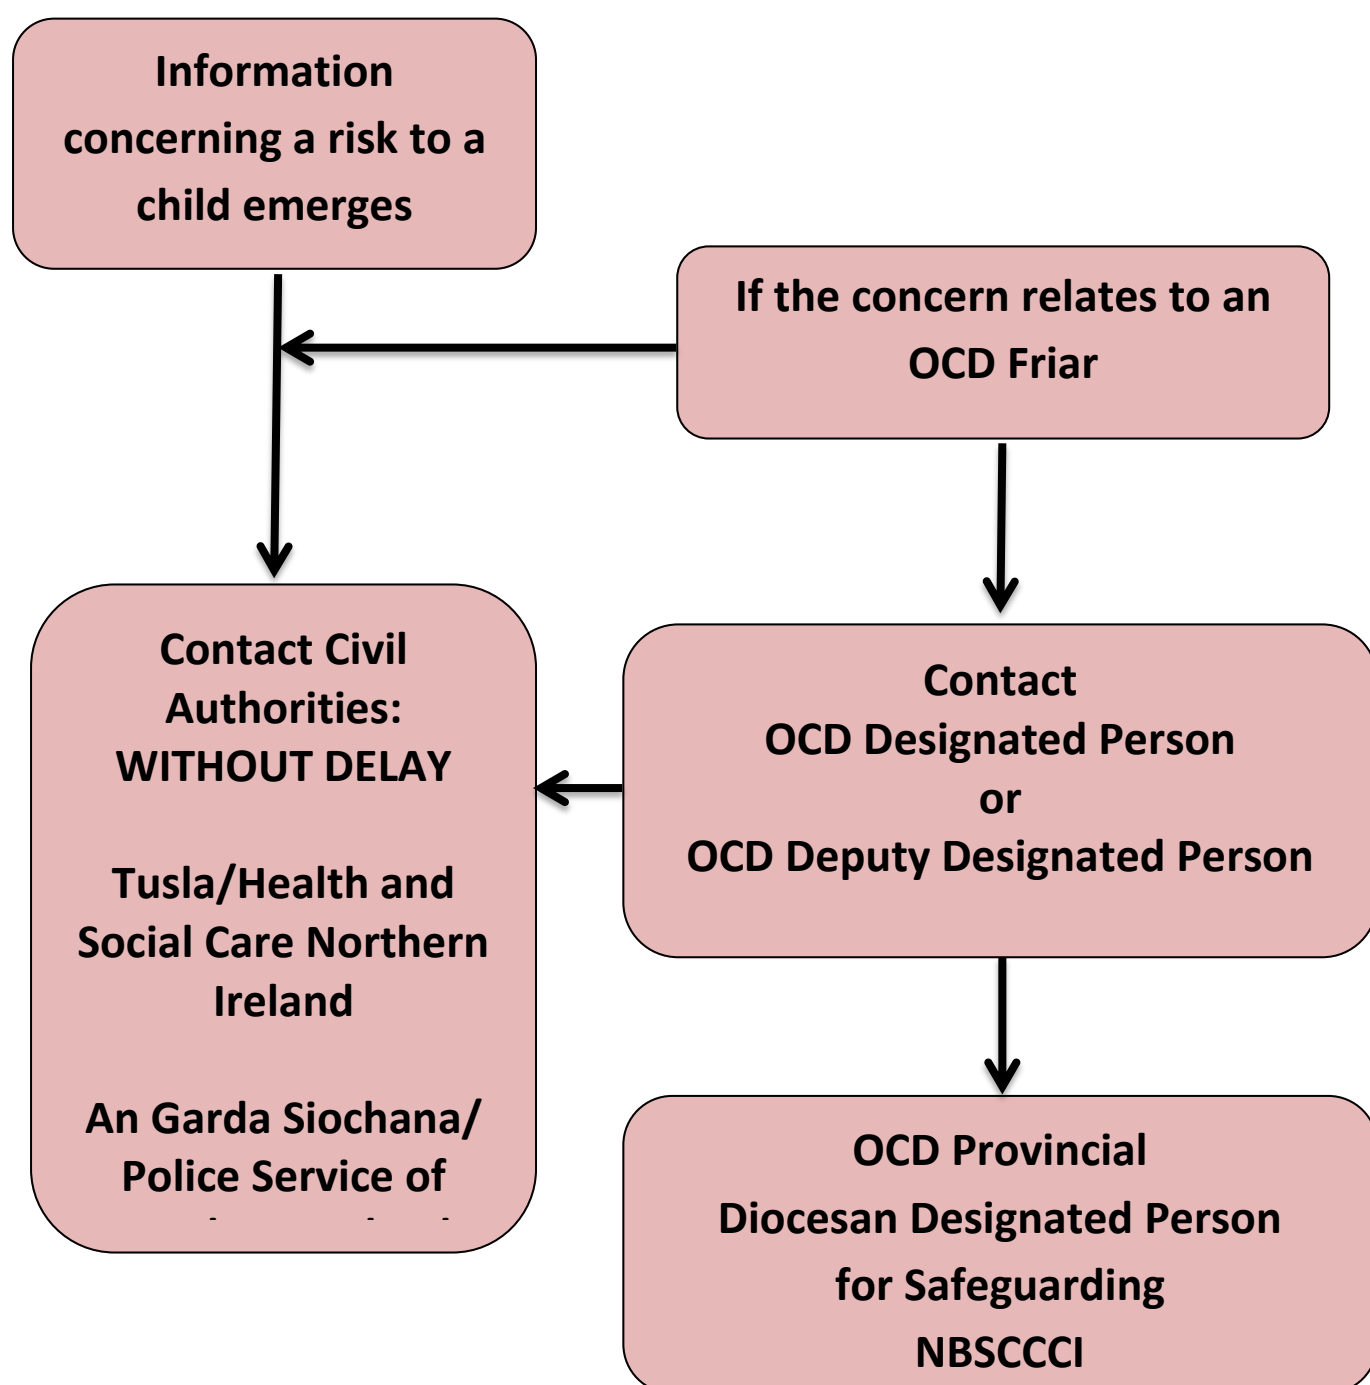 Information
concerning a risk to a
child emerges
If the concern relates to an
OCD Friar
Contact Civil
Authorities:
WITHOUT DELAY
Tusla/Health and
Social Care Northern
Ireland
An Garda Siochana/
Police Service of
Contact
OCD Designated Person
or
OCD Deputy Designated Person
OCD Provincial
Diocesan Designated Person
for Safeguarding
NBSCCCI